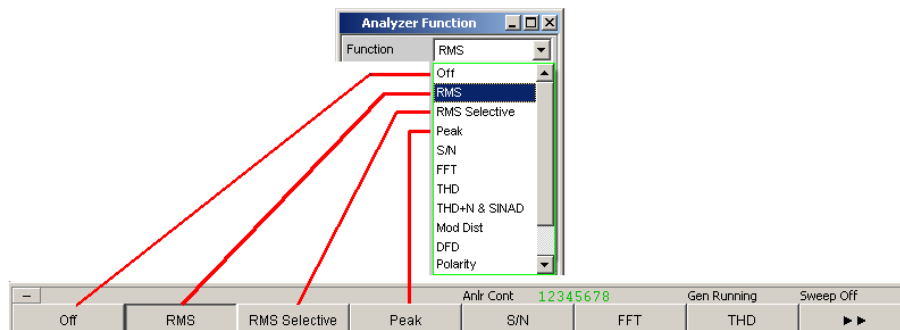 Analyzer Function
Function RMS
Off
RMS
RMS Selective
Peak
S/N
FFT
THD
THD+N & SINAD
Mod Dist
DFD
Polarity
Anlr Cont 12345678 Gen Running Sweep Off
Off RMS RMS Selective Peak S/N FFT THD